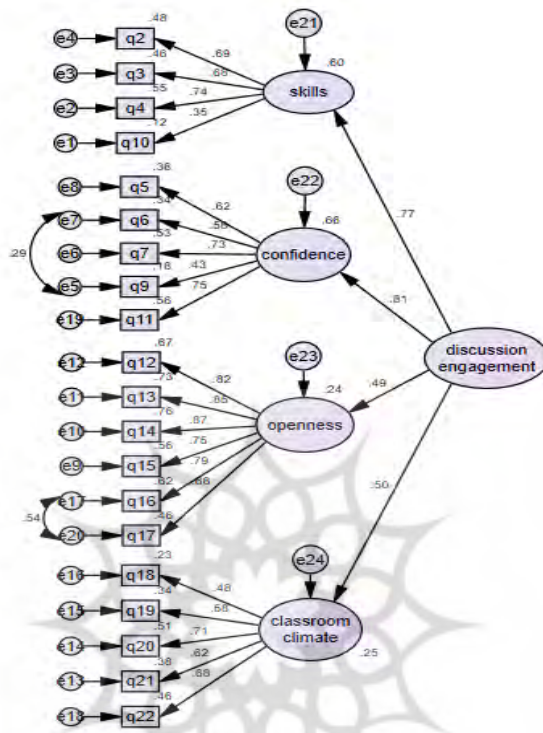 e21
.48
e4 q2
.60
.69
.46
e3 q3
.68
skills
.55
.74
e2 q4
.35
.12
e1 q10
.36
e22
e8 q5
.62
.34
.66
.77
e7 q6
.58
.53
e6 q7
.73
.29
confidence
.18
.43
e5 q9
.75
.81
.56
e19 q11
.67
e12 q12
e23
discussion
engagement
.73
.82
.24
.49
e11 q13
.85
.76
e10 q14
.87
openness
.56
.75
e9 q15
.79
.62
.68
e17 q16
.50
.54
.46
e20 q17
.23
e24
e16 q18
.48
.34
e15 q19
.58
classroom
climate
.51
.71
e14 q20
.62
.25
.38
e13 q21
.68
.46
e18 q22